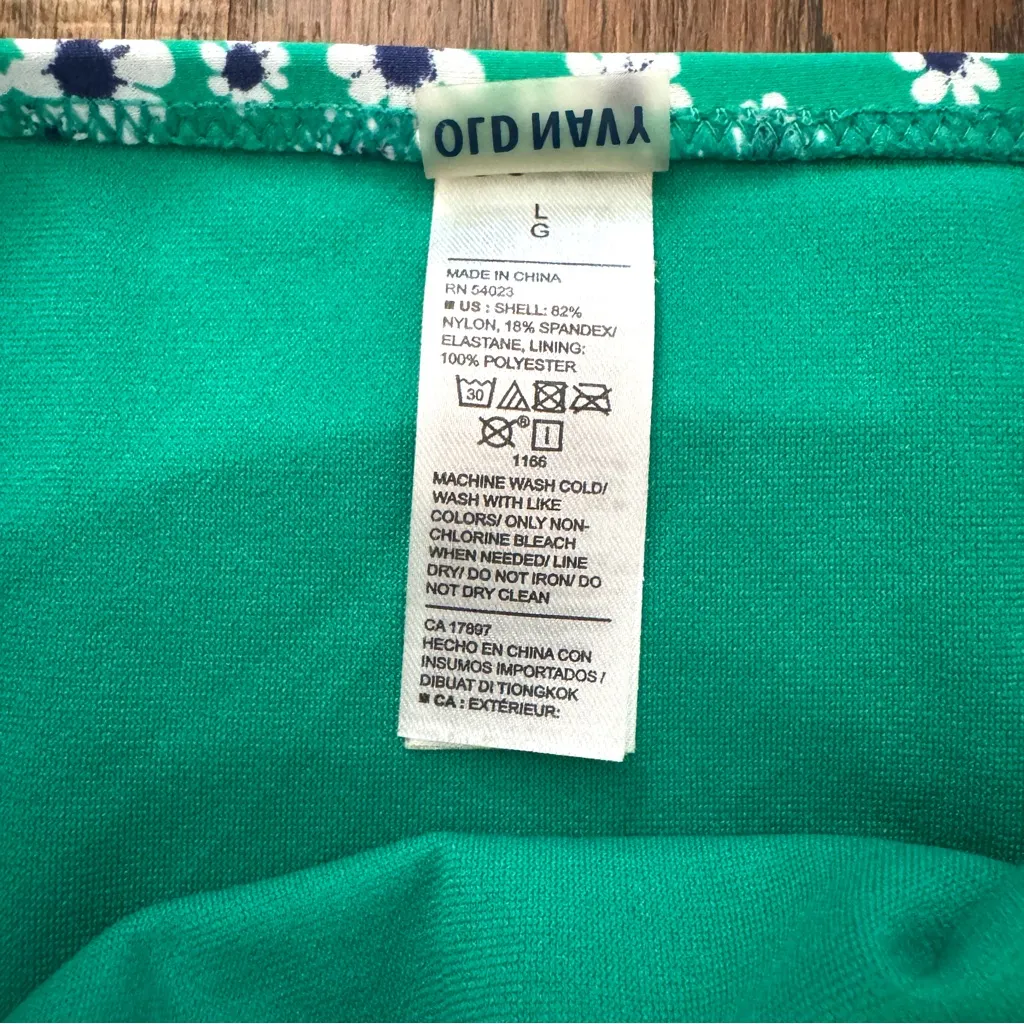 OLD NAVY
L
G
MADE IN CHINA
RN 54023
US : SHELL: 82%
NYLON, 18% SPANDEX/
ELASTANE, LINING:
100% POLYESTER
30
®
1166
MACHINE WASH COLD/
WASH WITH LIKE
COLORS/ ONLY NON-
CHLORINE BLEACH
WHEN NEEDED/ LINE
DRY/ DO NOT IRON/ DO
NOT DRY CLEAN
CA 17897
HECHO EN CHINA CON
INSUMOS IMPORTADOS /
DIBUAT DI TIONGKOK
CA : EXTÉRIEUR: